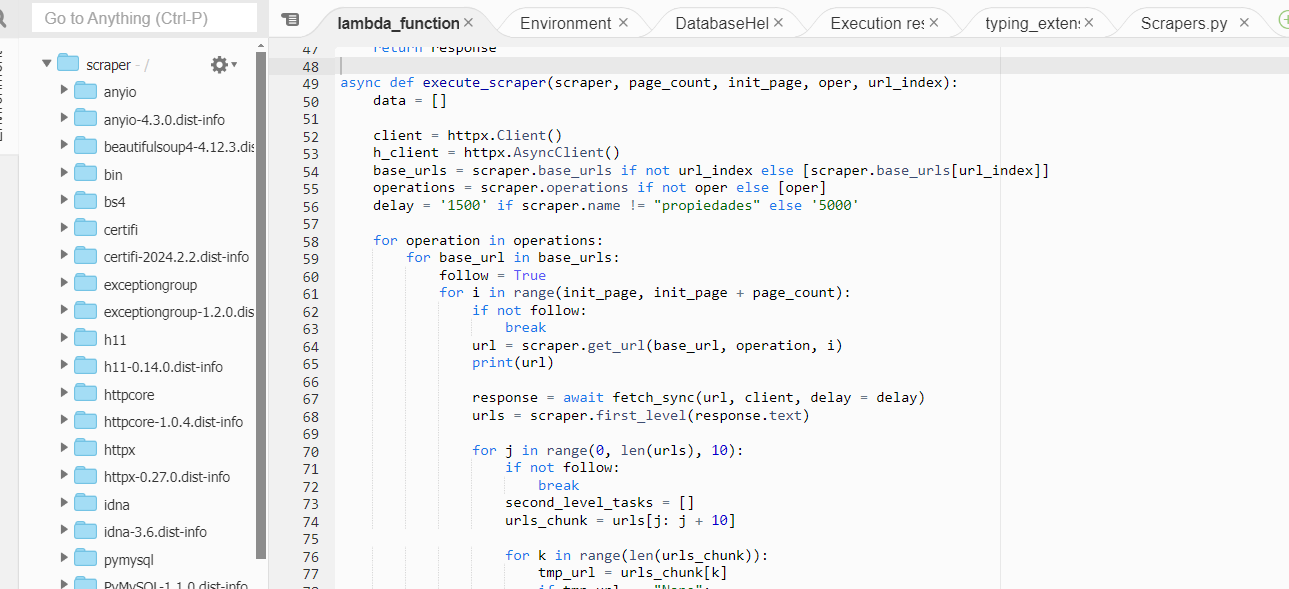 Go to Anything (Ctrl-P)
lambda_function ×
Environment ×
DatabaseHel ×
Execution res ×
typing_extens ×
Scrapers.py ×
scraper - /
anyio
anyio-4.3.0.dist-info
beautifulsoup4-4.12.3.dis
bin
bs4
certifi
certifi-2024.2.2.dist-info
exceptiongroup
exceptiongroup-1.2.0.dis
h11
h11-0.14.0.dist-info
httpcore
httpcore-1.0.4.dist-info
httpx
httpx-0.27.0.dist-info
idna
idna-3.6.dist-info
pymysql
PyMySQL-1.1.0.dist-info
47 return response
48
49 async def execute_scraper(scraper, page_count, init_page, oper, url_index):
50 data = []
51
52 client = httpx.Client()
53 h_client = httpx.AsyncClient()
54 base_urls = scraper.base_urls if not url_index else [scraper.base_urls[url_index]]
55 operations = scraper.operations if not oper else [oper]
56 delay = '1500' if scraper.name != "propiedades" else '5000'
57
58 for operation in operations:
59 for base_url in base_urls:
60 follow = True
61 for i in range(init_page, init_page + page_count):
62 if not follow:
63 break
64 url = scraper.get_url(base_url, operation, i)
65 print(url)
66
67 response = await fetch_sync(url, client, delay = delay)
68 urls = scraper.first_level(response.text)
69
70 for j in range(0, len(urls), 10):
71 if not follow:
72 break
73 second_level_tasks = []
74 urls_chunk = urls[j: j + 10]
75
76 for k in range(len(urls_chunk)):
77 tmp_url = urls_chunk[k]